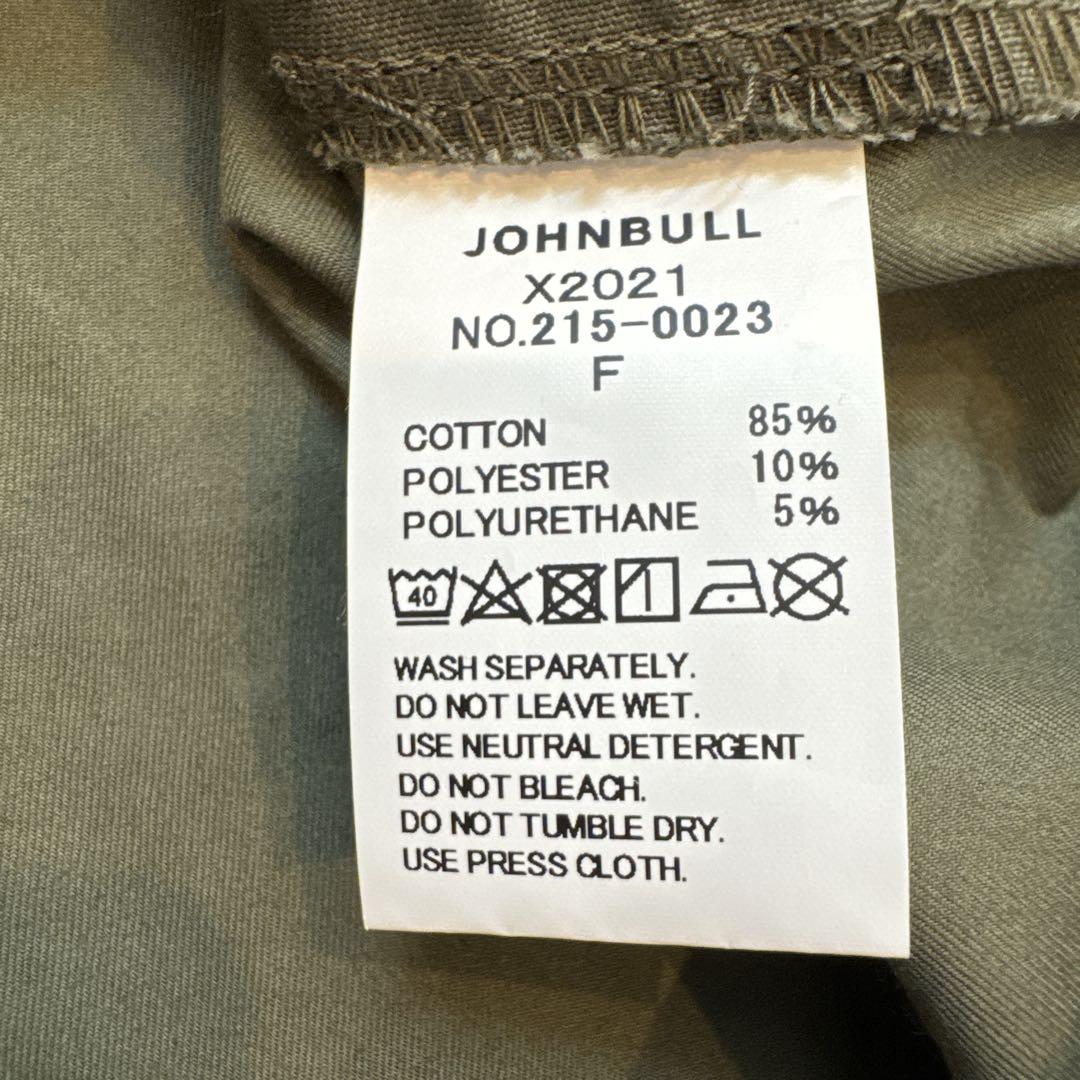 JOHNBULL
X2021
NO.215-0023
F
COTTON 85%
POLYESTER 10%
POLYURETHANE 5%
40
WASH SEPARATELY.
DO NOT LEAVE WET.
USE NEUTRAL DETERGENT.
DO NOT BLEACH.
DO NOT TUMBLE DRY.
USE PRESS CLOTH.